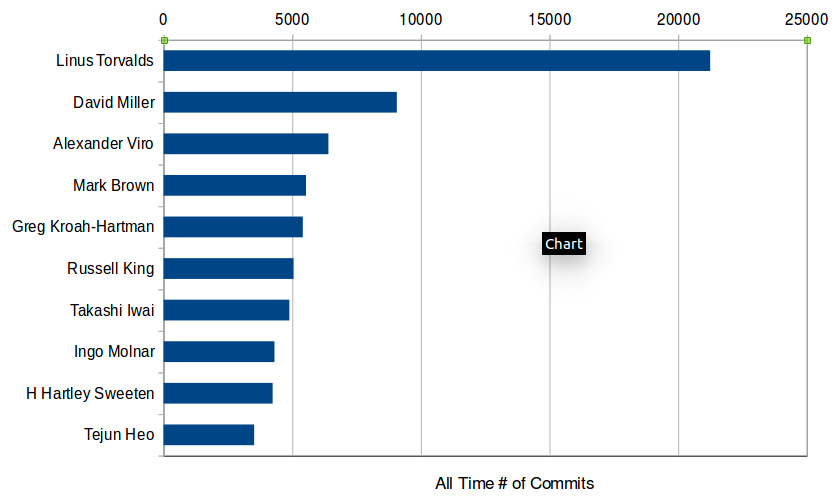 0 5000 10000 15000 20000 25000
Linus Torvalds
David Miller
Alexander Viro
Mark Brown
Greg Kroah-Hartman
Chart
Russell King
Takashi Iwai
Ingo Molnar
H Hartley Sweeten
Tejun Heo
All Time # of Commits